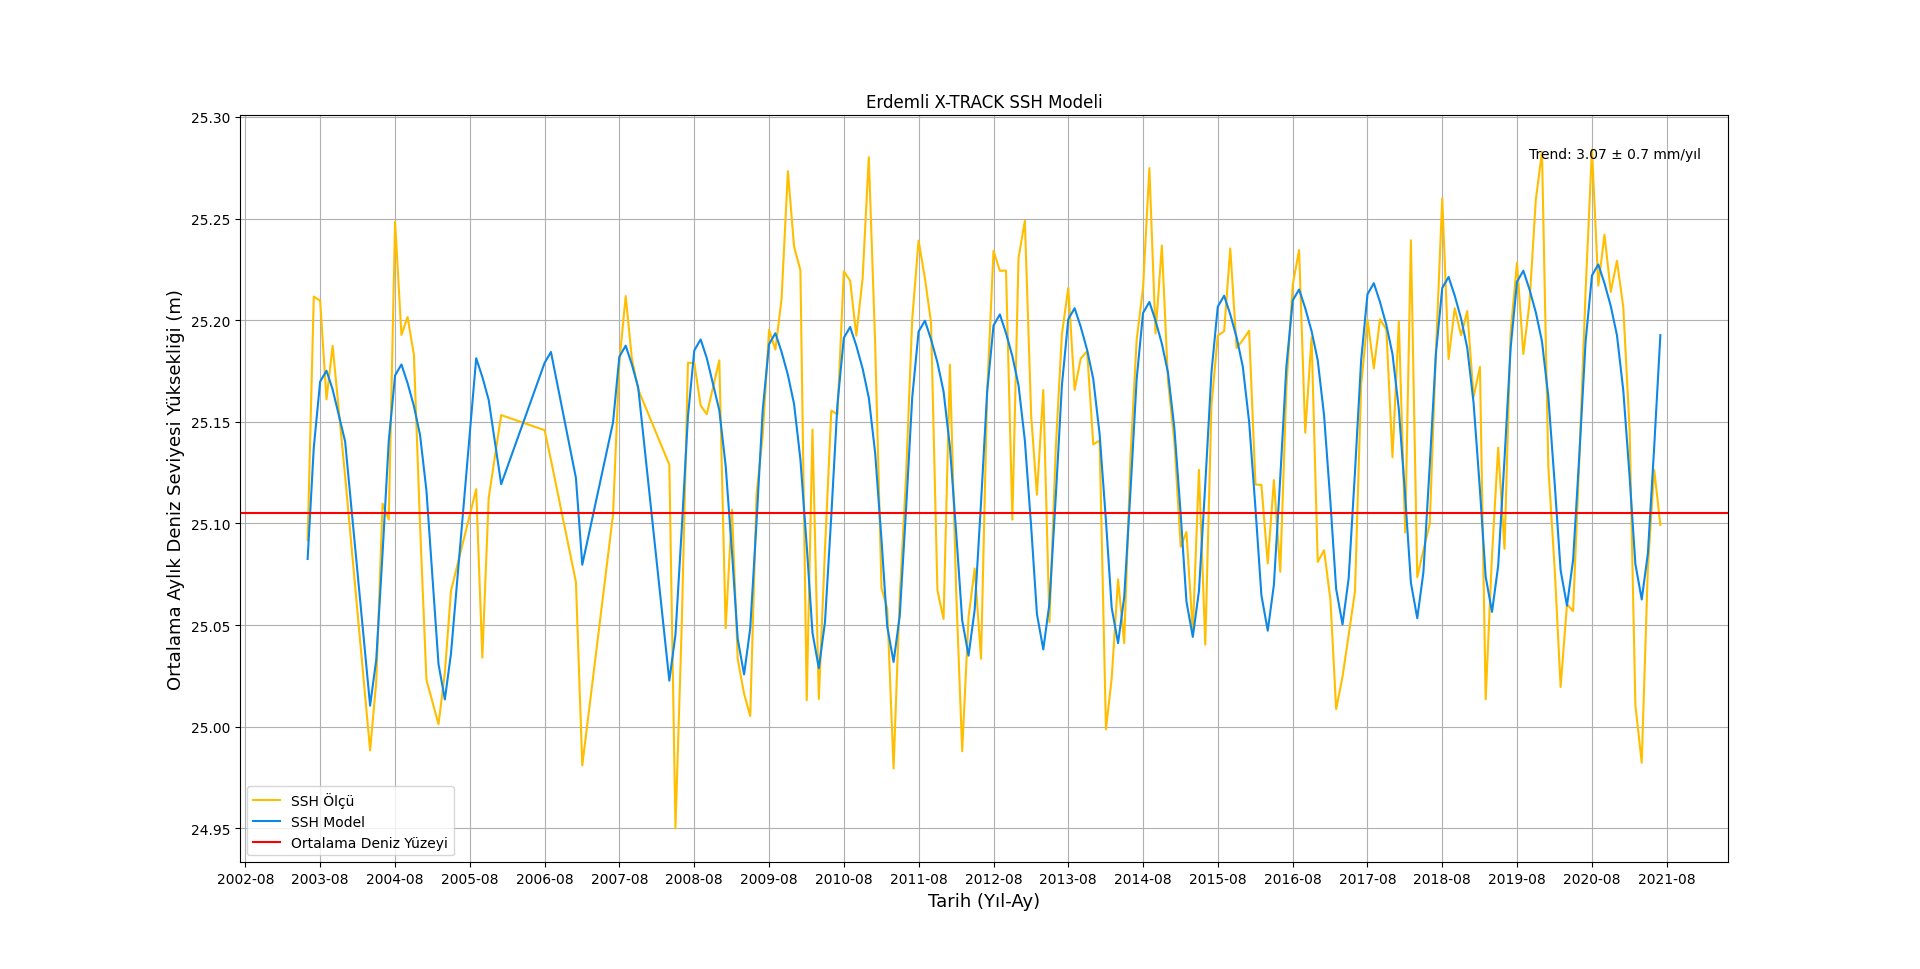 Erdemli X-TRACK SSH Modeli
Trend: 3.07 ± 0.7 mm/yıl
Ortalama Aylık Deniz Seviyesi Yüksekliği (m)
25.30
25.25
25.20
25.15
25.10
25.05
25.00
24.95
SSH Ölçü
SSH Model
Ortalama Deniz Yüzeyi
2002-08 2003-08 2004-08 2005-08 2006-08 2007-08 2008-08 2009-08 2010-08 2011-08 2012-08 2013-08 2014-08 2015-08 2016-08 2017-08 2018-08 2019-08 2020-08 2021-08
Tarih (Yıl-Ay)